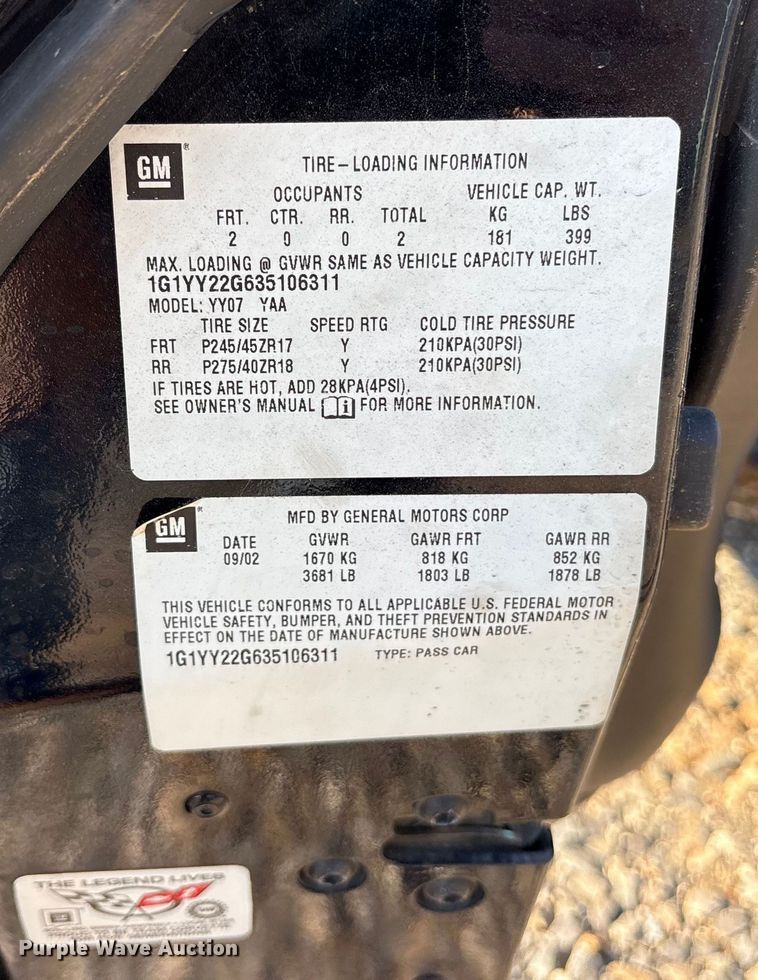 GM®
TIRE-LOADING INFORMATION
OCCUPANTS VEHICLE CAP. WT.
FRT. CTR. RR. TOTAL KG LBS
2 0 0 2 181 399
MAX. LOADING @ GVWR SAME AS VEHICLE CAPACITY WEIGHT.
1G1YY22G635106311
MODEL: YY07 YAA
TIRE SIZE SPEED RTG COLD TIRE PRESSURE
FRT P245/45ZR17 Y 210KPA(30PSI)
RR P275/40ZR18 Y 210KPA(30PSI)
IF TIRES ARE HOT, ADD 28KPA(4PSI).
SEE OWNER'S MANUAL FOR MORE INFORMATION.
GM®
MFD BY GENERAL MOTORS CORP
DATE GVWR GAWR FRT GAWR RR
09/02 1670 KG 818 KG 852 KG
3681 LB 1803 LB 1878 LB
THIS VEHICLE CONFORMS TO ALL APPLICABLE U.S. FEDERAL MOTOR
VEHICLE SAFETY, BUMPER, AND THEFT PREVENTION STANDARDS IN
EFFECT ON THE DATE OF MANUFACTURE SHOWN ABOVE.
1G1YY22G635106311 TYPE: PASS CAR
THE LEGEND LIVES
GM
Purple Wave Auction